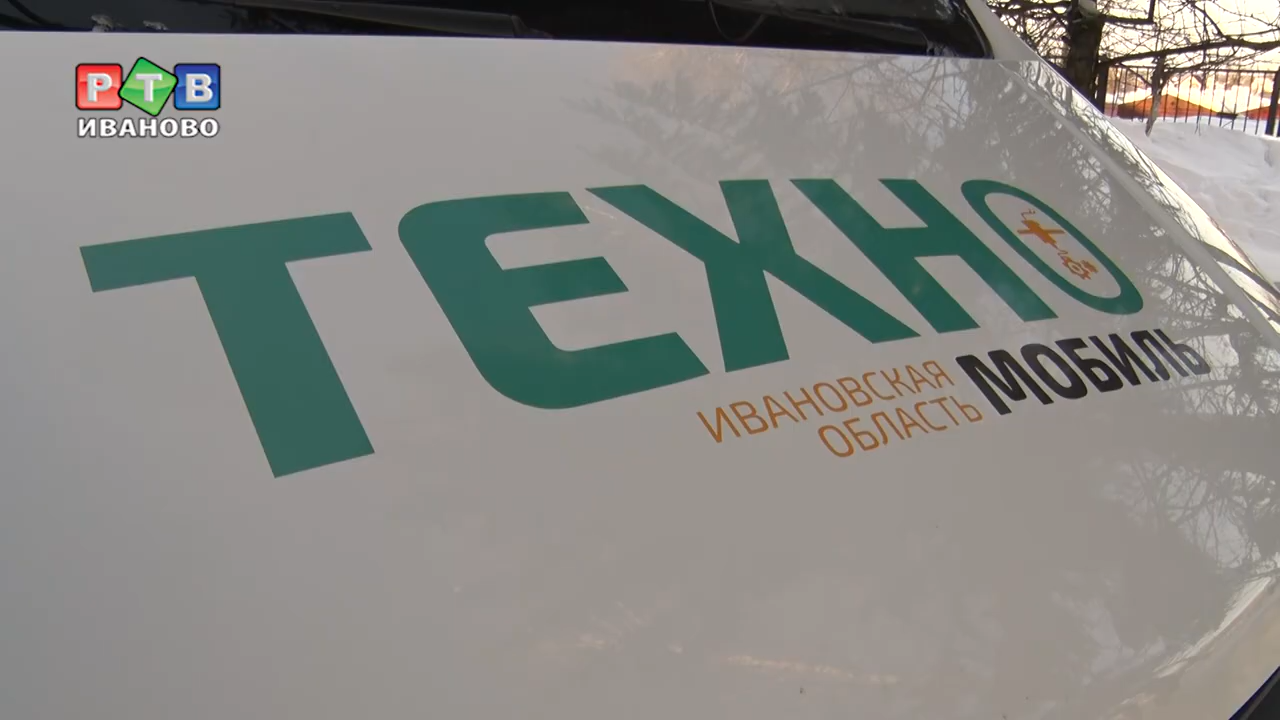 РТВ
ИВАНОВО
ТЕХНО
ИВАНОВСКАЯ
ОБЛАСТЬ
МОБИЛЬ